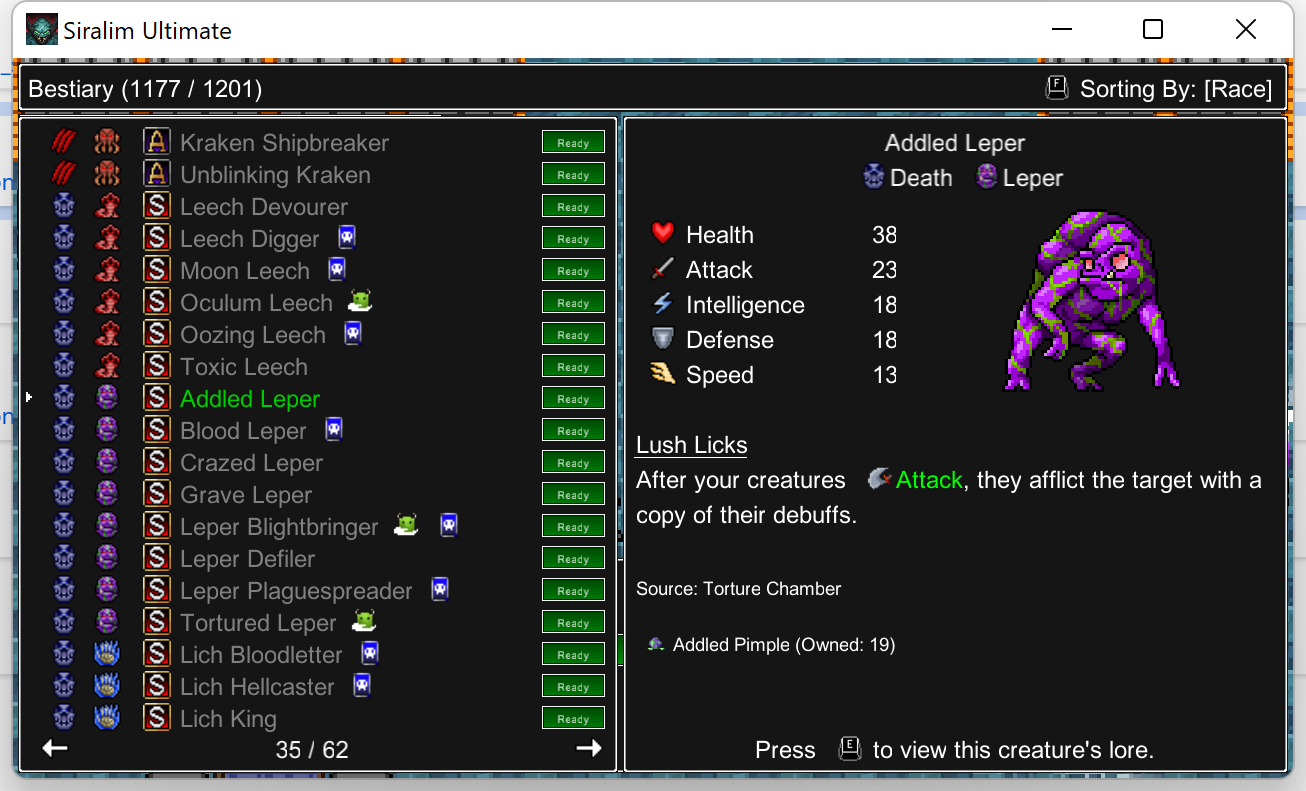 Siralim Ultimate
Bestiary (1177 / 1201)
F Sorting By: [Race]
A Kraken Shipbreaker Ready
A Unblinking Kraken Ready
S Leech Devourer Ready
S Leech Digger Ready
S Moon Leech Ready
S Oculum Leech Ready
S Oozing Leech Ready
S Toxic Leech Ready
S Addled Leper Ready
S Blood Leper Ready
S Crazed Leper Ready
S Grave Leper Ready
S Leper Blightbringer Ready
S Leper Defiler Ready
S Leper Plaguespreader Ready
S Tortured Leper Ready
S Lich Bloodletter Ready
S Lich Hellcaster Ready
S Lich King Ready
35 / 62
Addled Leper
Death Leper
Health 38
Attack 23
Intelligence 18
Defense 18
Speed 13
Lush Licks
After your creatures Attack, they afflict the target with a
copy of their debuffs.
Source: Torture Chamber
Addled Pimple (Owned: 19)
Press E to view this creature's lore.